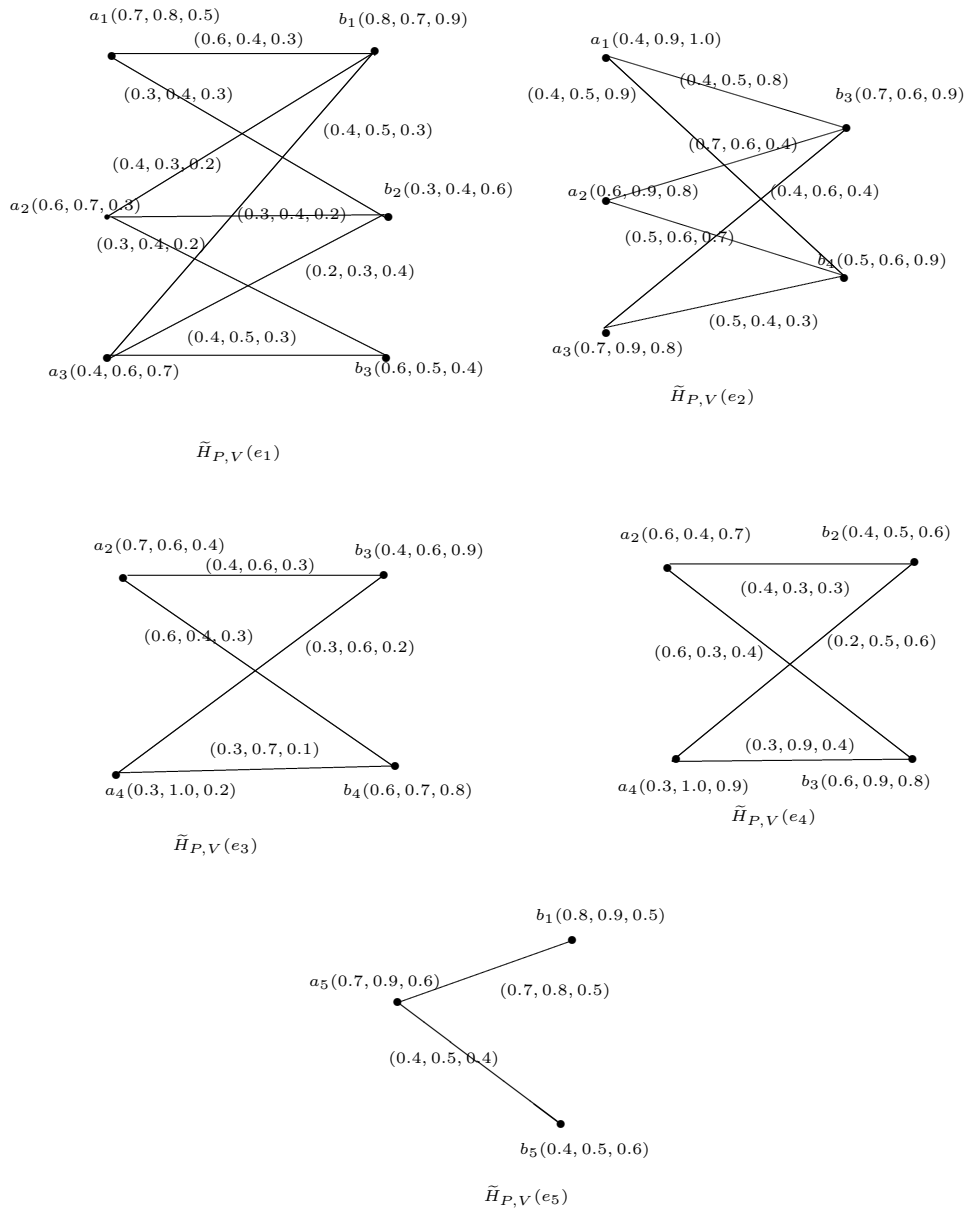 a₁(0.7, 0.8, 0.5)
b₁(0.8, 0.7, 0.9)
(0.6, 0.4, 0.3)
(0.3, 0.4, 0.3)
(0.4, 0.5, 0.3)
(0.4, 0.3, 0.2)
b₂(0.3, 0.4, 0.6)
a₂(0.6, 0.7, 0.3)
(0.3, 0.4, 0.2)
(0.3, 0.4, 0.2)
(0.2, 0.3, 0.4)
(0.4, 0.5, 0.3)
a₃(0.4, 0.6, 0.7)
b₃(0.6, 0.5, 0.4)
H̃_{P,V}(e₁)
a₁(0.4, 0.9, 1.0)
(0.4, 0.5, 0.8)
(0.4, 0.5, 0.9)
b₃(0.7, 0.6, 0.9)
(0.7, 0.6, 0.4)
a₂(0.6, 0.9, 0.8)
(0.4, 0.6, 0.4)
(0.5, 0.6, 0.7)
b₄(0.5, 0.6, 0.9)
(0.5, 0.4, 0.3)
a₃(0.7, 0.9, 0.8)
H̃_{P,V}(e₂)
a₂(0.7, 0.6, 0.4)
b₃(0.4, 0.6, 0.9)
(0.4, 0.6, 0.3)
(0.6, 0.4, 0.3)
(0.3, 0.6, 0.2)
(0.3, 0.7, 0.1)
a₄(0.3, 1.0, 0.2)
b₄(0.6, 0.7, 0.8)
H̃_{P,V}(e₃)
a₂(0.6, 0.4, 0.7)
b₂(0.4, 0.5, 0.6)
(0.4, 0.3, 0.3)
(0.6, 0.3, 0.4)
(0.2, 0.5, 0.6)
(0.3, 0.9, 0.4)
a₄(0.3, 1.0, 0.9)
b₃(0.6, 0.9, 0.8)
H̃_{P,V}(e₄)
b₁(0.8, 0.9, 0.5)
a₅(0.7, 0.9, 0.6)
(0.7, 0.8, 0.5)
(0.4, 0.5, 0.4)
b₅(0.4, 0.5, 0.6)
H̃_{P,V}(e₅)